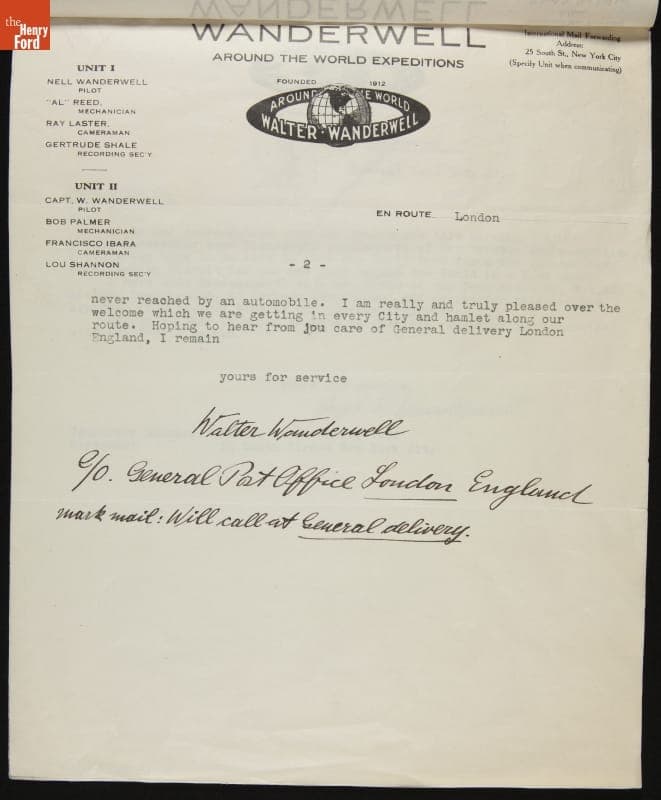 the
Henry
Ford
WANDERWELL
AROUND THE WORLD EXPEDITIONS
International Mail Forwarding
Address:
25 South St., New York City
(Specify Unit when communicating)
UNIT I
NELL WANDERWELL
PILOT
"AL" REED,
MECHANICIAN
RAY LASTER,
CAMERAMAN
GERTRUDE SHALE
RECORDING SEC'Y
UNIT II
CAPT. W. WANDERWELL
PILOT
BOB PALMER
MECHANICIAN
FRANCISCO IBARA
CAMERAMAN
LOU SHANNON
RECORDING SEC'Y
FOUNDED 1912
AROUND THE WORLD
WALTER WANDERWELL
EN ROUTE London
- 2 -
never reached by an automobile. I am really and truly pleased over the
welcome which we are getting in every City and hamlet along our
route. Hoping to hear from jou care of General delivery London
England, I remain
yours for service
Walter Wanderwell
c/o. General Post Office London England
mark mail: Will call at General delivery.